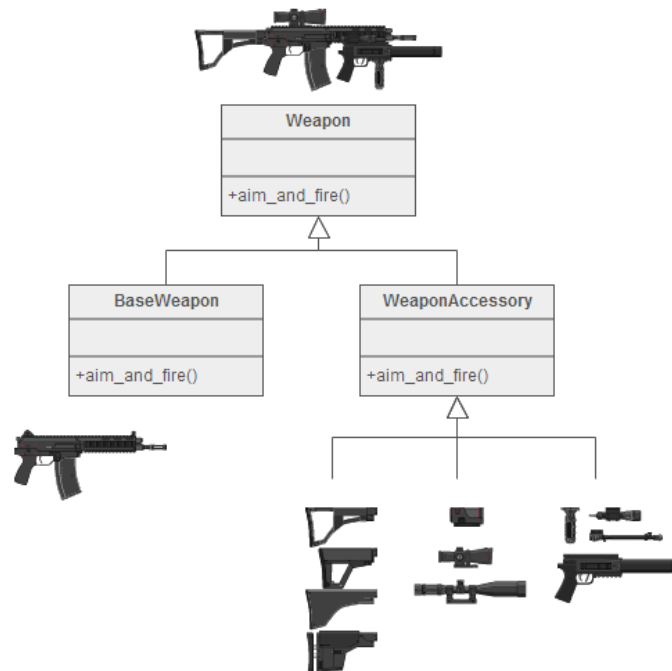 Weapon
+aim_and_fire()
BaseWeapon
WeaponAccessory
+aim_and_fire()
+aim_and_fire()